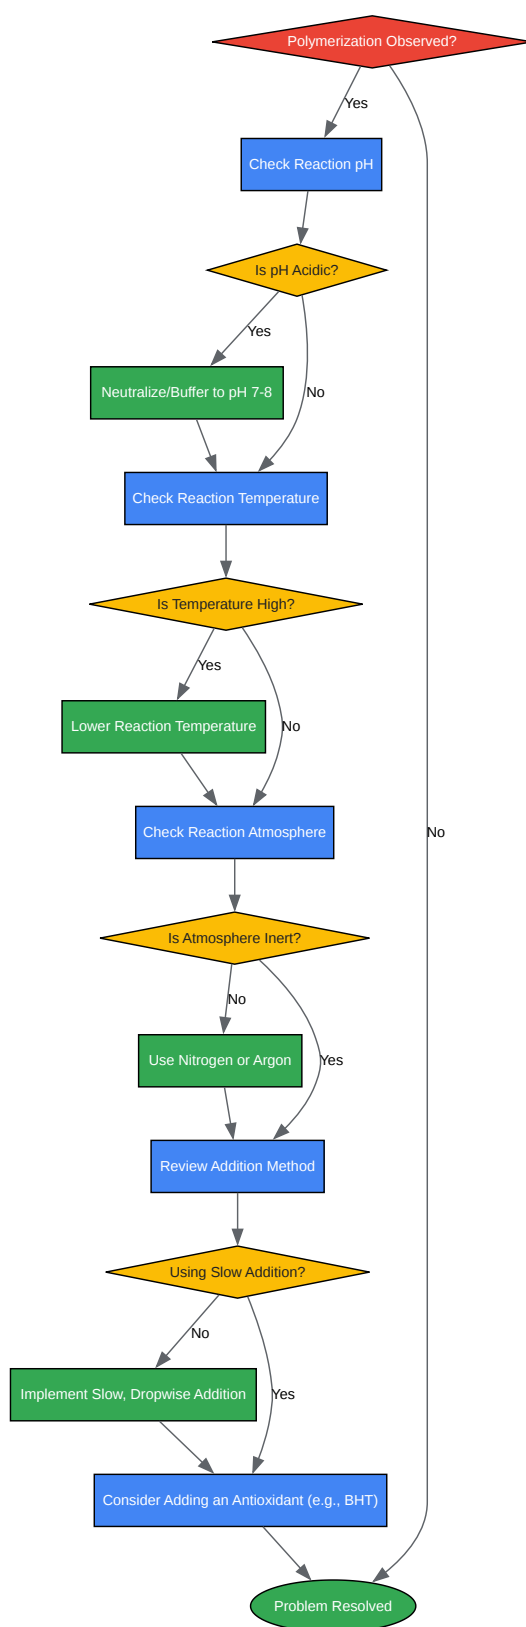 Polymerization Observed?
Yes
Check Reaction pH
Is pH Acidic?
Yes
Neutralize/Buffer to pH 7-8
No
Check Reaction Temperature
Is Temperature High?
Yes
Lower Reaction Temperature
No
Check Reaction Atmosphere
No
Is Atmosphere Inert?
No
Use Nitrogen or Argon
Yes
Review Addition Method
Using Slow Addition?
No
Implement Slow, Dropwise Addition
Yes
Consider Adding an Antioxidant (e.g., BHT)
Problem Resolved